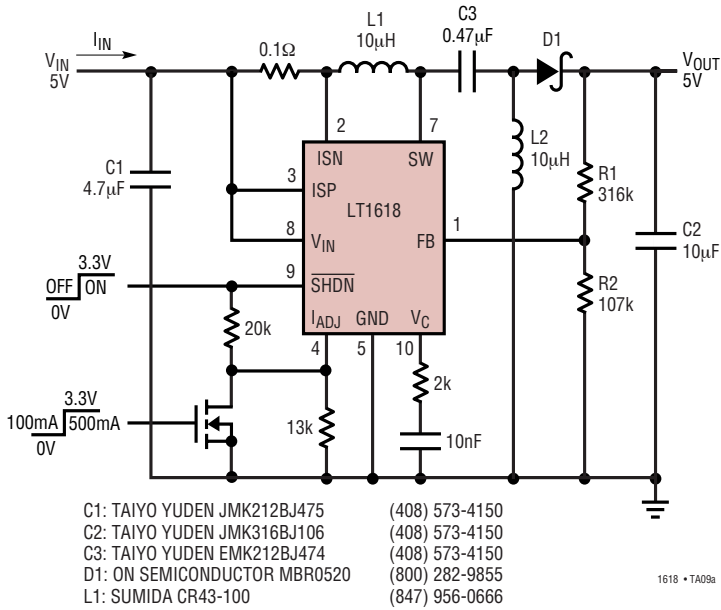 IIN
VIN
5V
0.1Ω
L1
10µH
C3
0.47µF
D1
VOUT
5V
2
7
ISN
SW
L2
10µH
C1
4.7µF
3
ISP
LT1618
R1
316k
8
VIN
FB
1
C2
10µF
3.3V
OFF
ON
0V
9
SHDN
R2
107k
20k
IADJ
GND
VC
4
5
10
2k
3.3V
100mA
500mA
0V
13k
10nF
C1: TAIYO YUDEN JMK212BJ475 (408) 573-4150
C2: TAIYO YUDEN JMK316BJ106 (408) 573-4150
C3: TAIYO YUDEN EMK212BJ474 (408) 573-4150
D1: ON SEMICONDUCTOR MBR0520 (800) 282-9855
L1: SUMIDA CR43-100 (847) 956-0666
1618 • TA09a